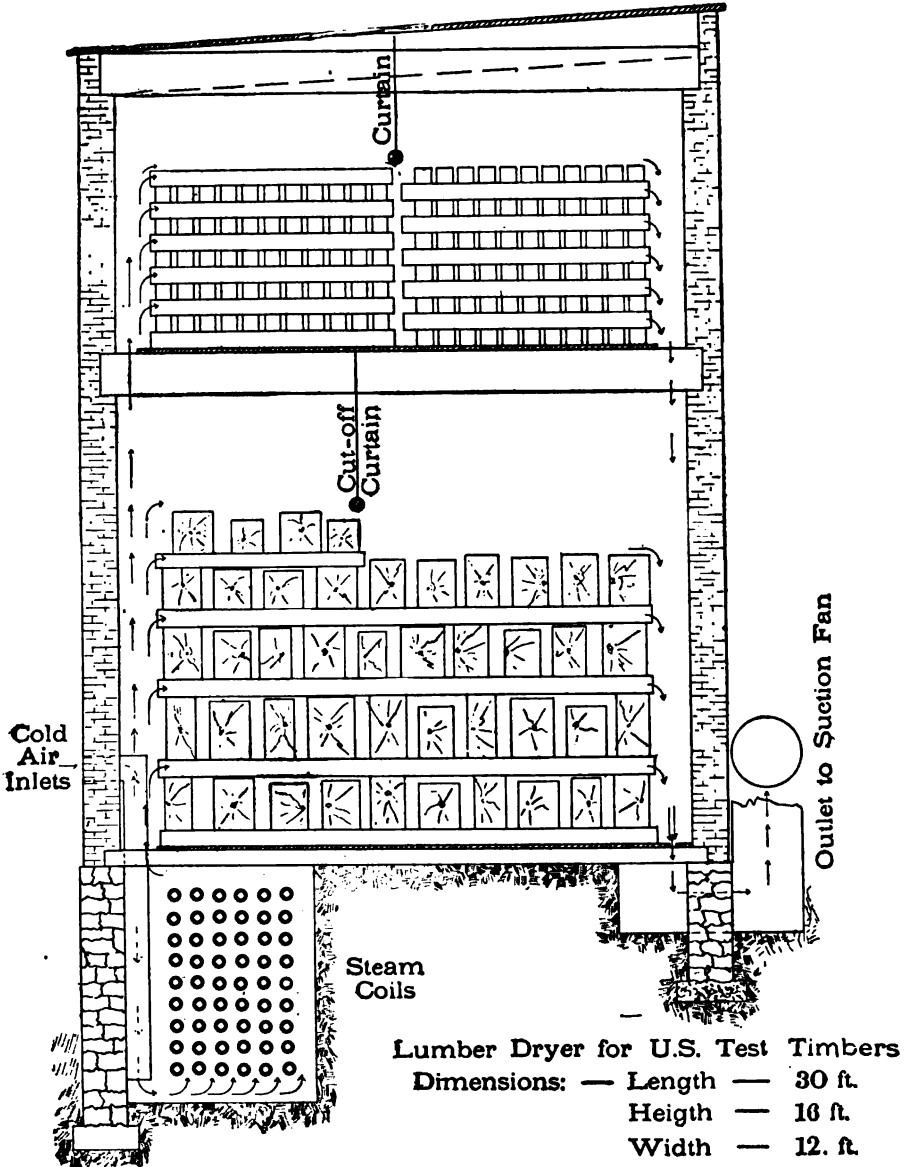 Curtain
Cut-off
Curtain
Cold
Air
Inlets
Outlet to Suction Fan
Steam
Coils
Lumber Dryer for U.S. Test Timbers
Dimensions: — Length — 30 ft.
Heigth — 16 ft.
Width — 12. ft.